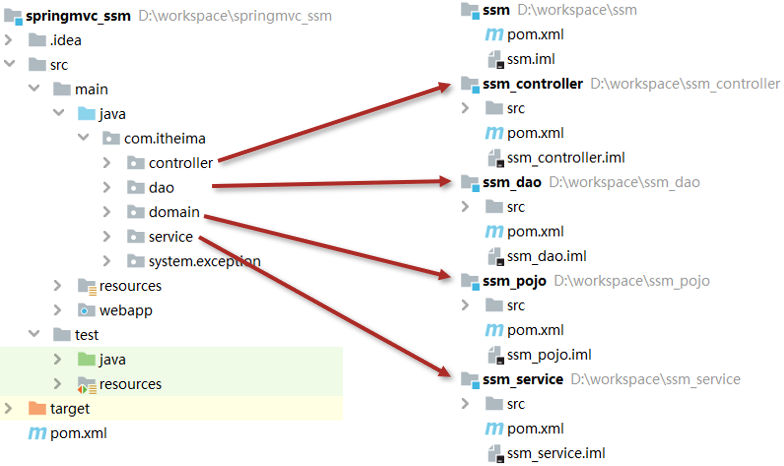 springmvc_ssm D:\workspace\springmvc_ssm
.idea
src
main
java
com.itheima
controller
dao
domain
service
system.exception
resources
webapp
test
java
resources
target
pom.xml
ssm D:\workspace\ssm
pom.xml
ssm.iml
ssm_controller D:\workspace\ssm_controller
src
pom.xml
ssm_controller.iml
ssm_dao D:\workspace\ssm_dao
src
pom.xml
ssm_dao.iml
ssm_pojo D:\workspace\ssm_pojo
src
pom.xml
ssm_pojo.iml
ssm_service D:\workspace\ssm_service
src
pom.xml
ssm_service.iml